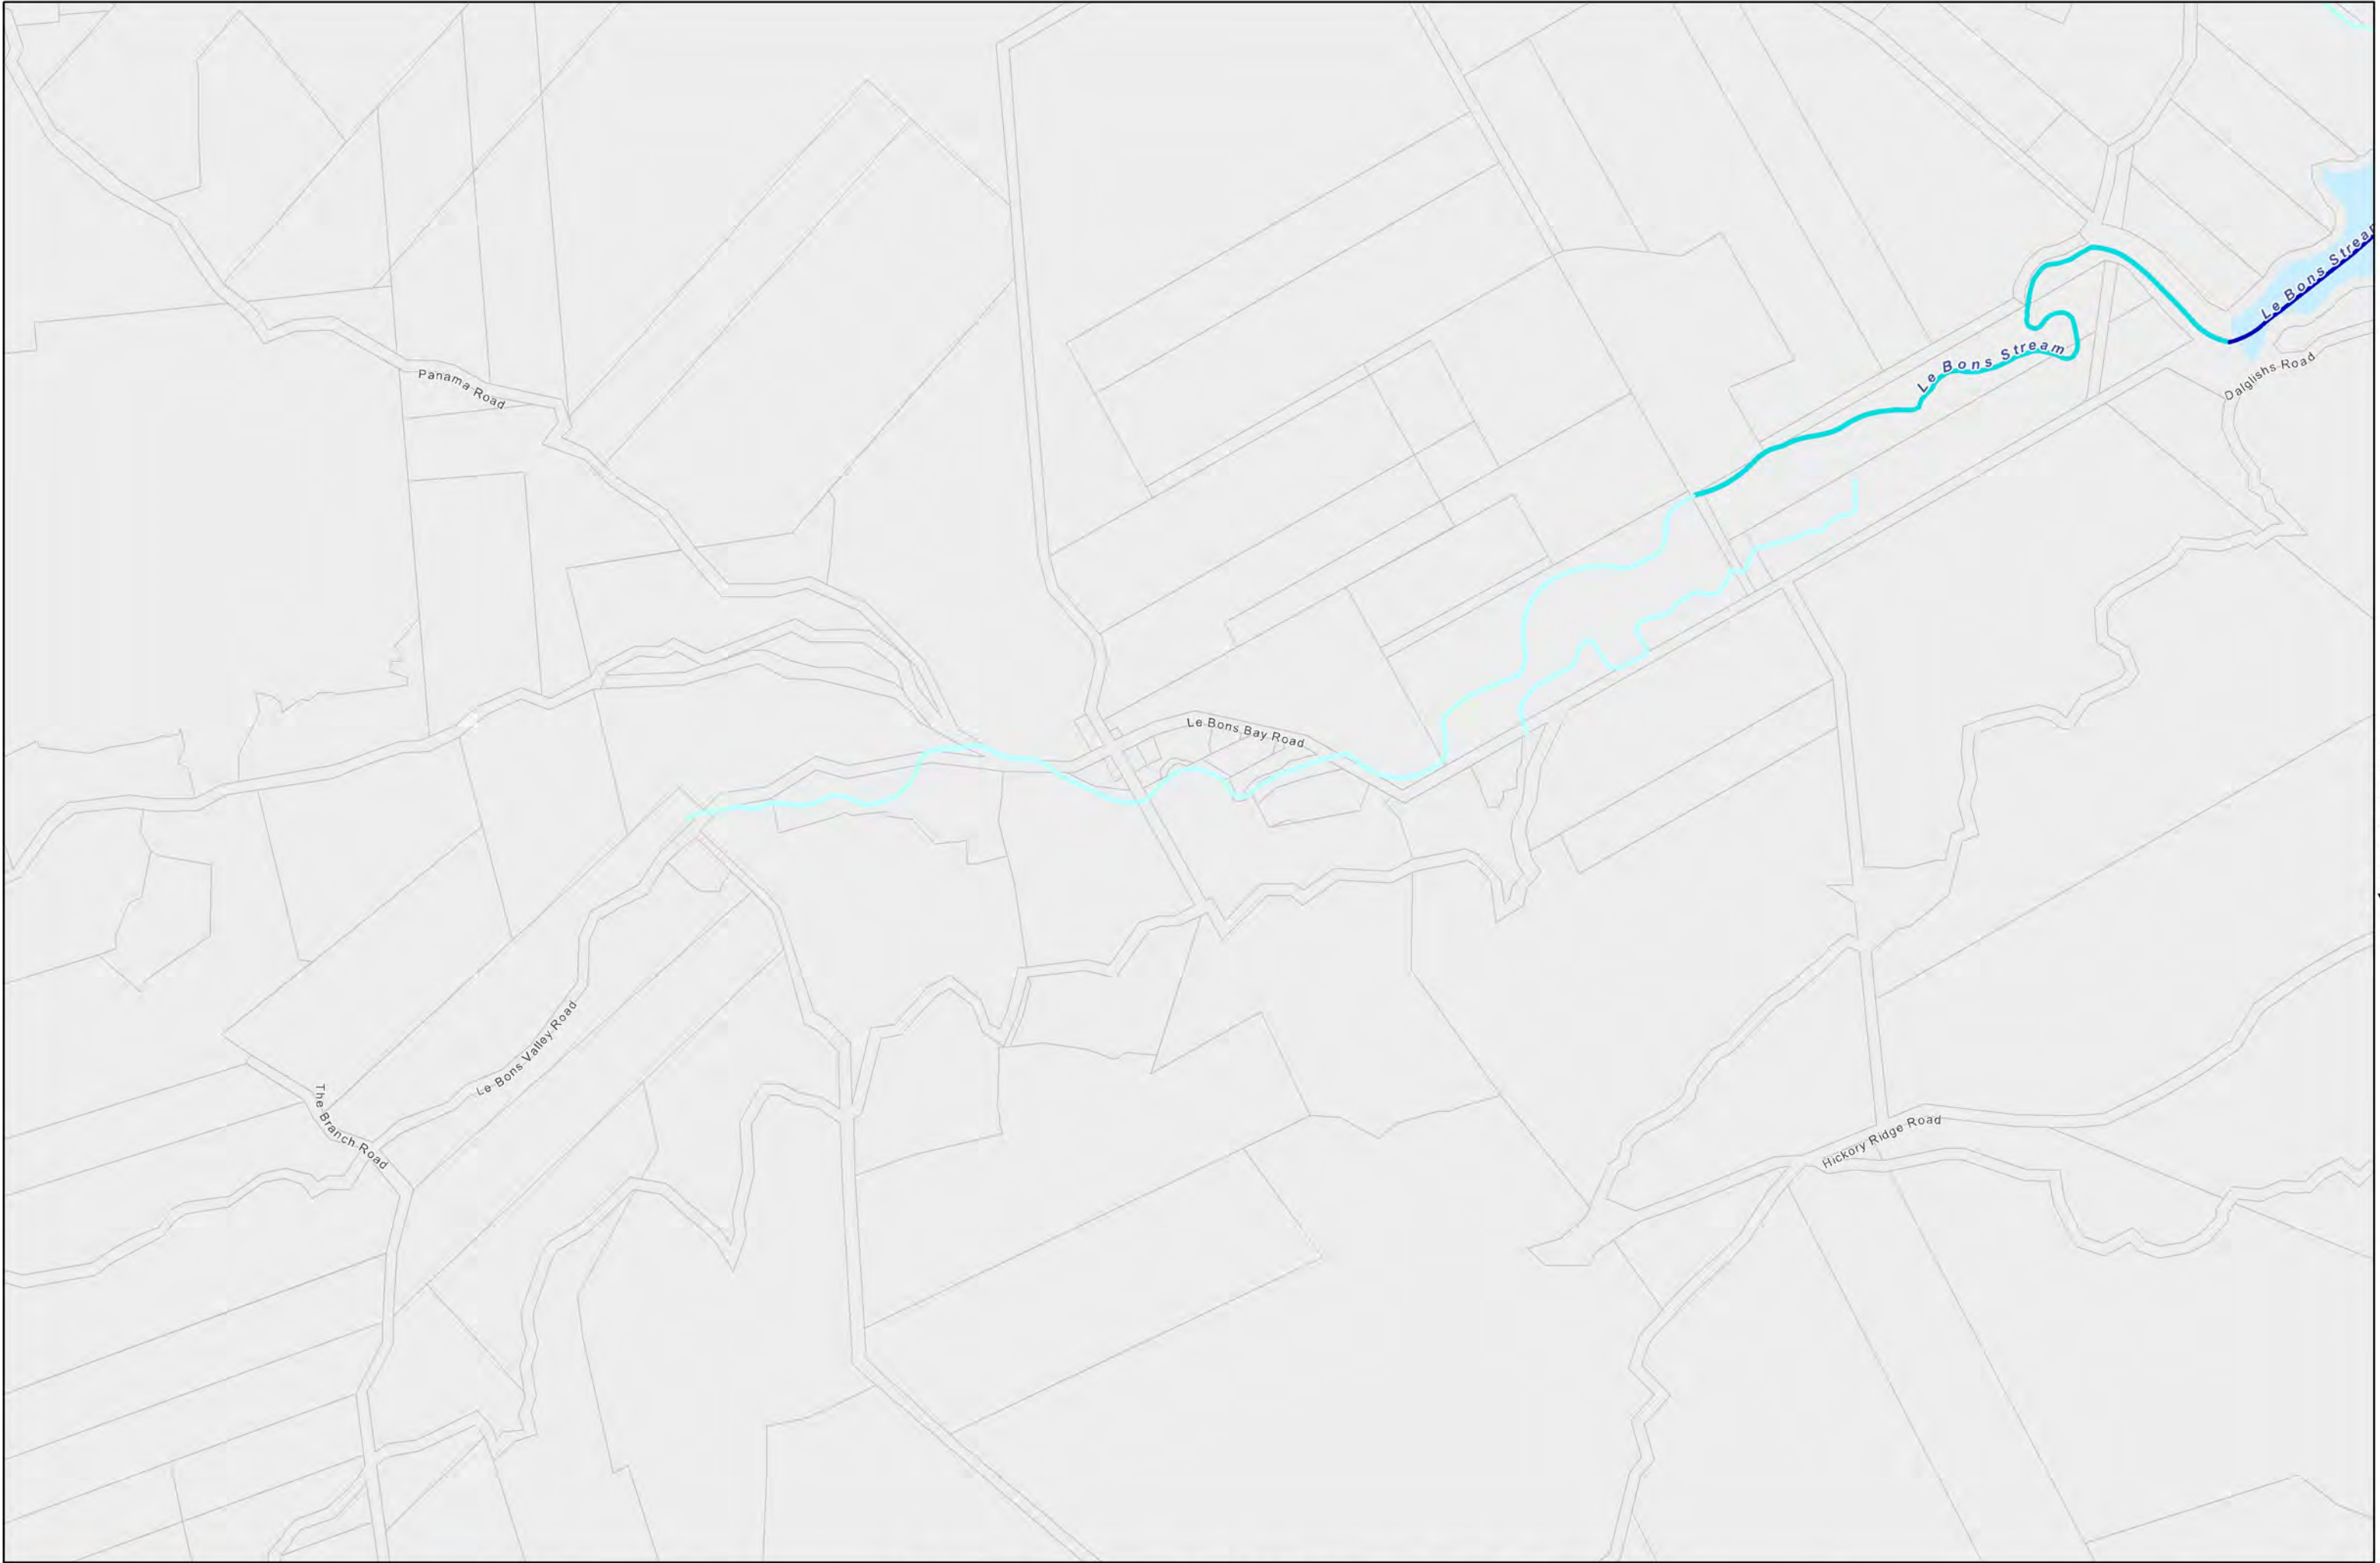 Le Bons Stream
Le Bons Stream
Panama Road
Dalglishs Road
Le Bons Bay Road
Le Bons Valley Road
The Branch Road
Hickory Ridge Road